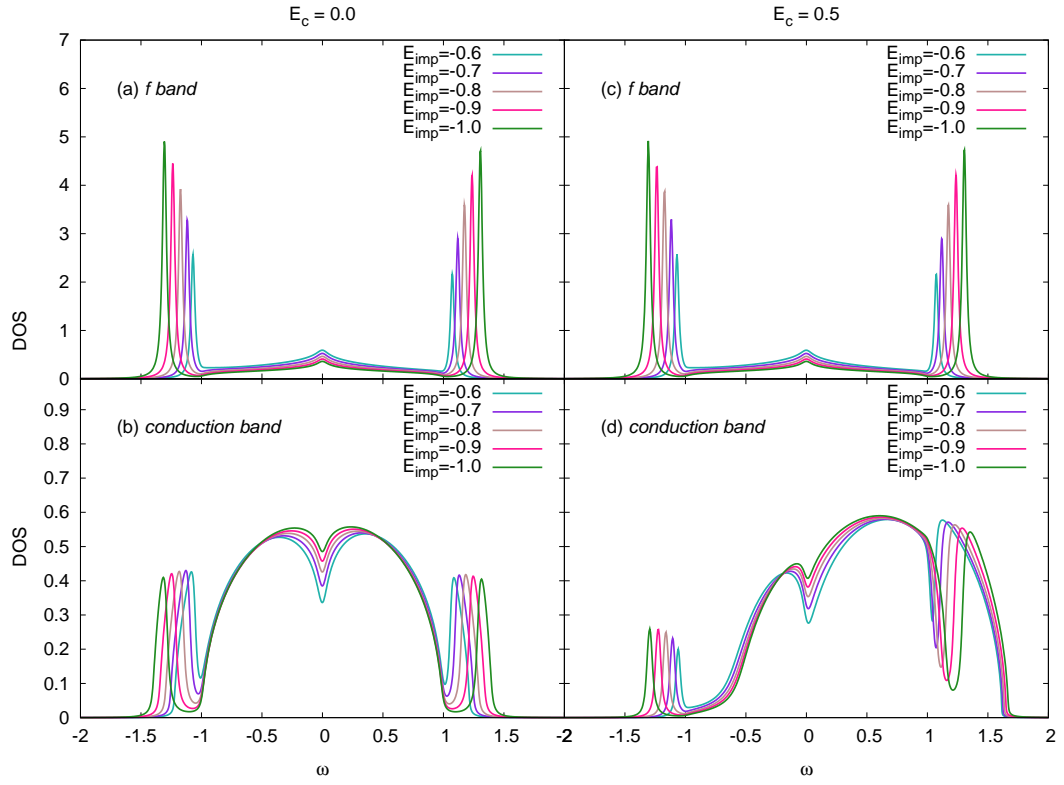 E_c = 0.0
E_c = 0.5
7
6
5
4
3
2
1
0
DOS
(a) f band
E_imp=-0.6
E_imp=-0.7
E_imp=-0.8
E_imp=-0.9
E_imp=-1.0
(c) f band
E_imp=-0.6
E_imp=-0.7
E_imp=-0.8
E_imp=-0.9
E_imp=-1.0
0.9
0.8
0.7
0.6
0.5
0.4
0.3
0.2
0.1
0
DOS
(b) conduction band
E_imp=-0.6
E_imp=-0.7
E_imp=-0.8
E_imp=-0.9
E_imp=-1.0
(d) conduction band
E_imp=-0.6
E_imp=-0.7
E_imp=-0.8
E_imp=-0.9
E_imp=-1.0
-2 -1.5 -1 -0.5 0 0.5 1 1.5 2
-2 -1.5 -1 -0.5 0 0.5 1 1.5 2
ω
ω